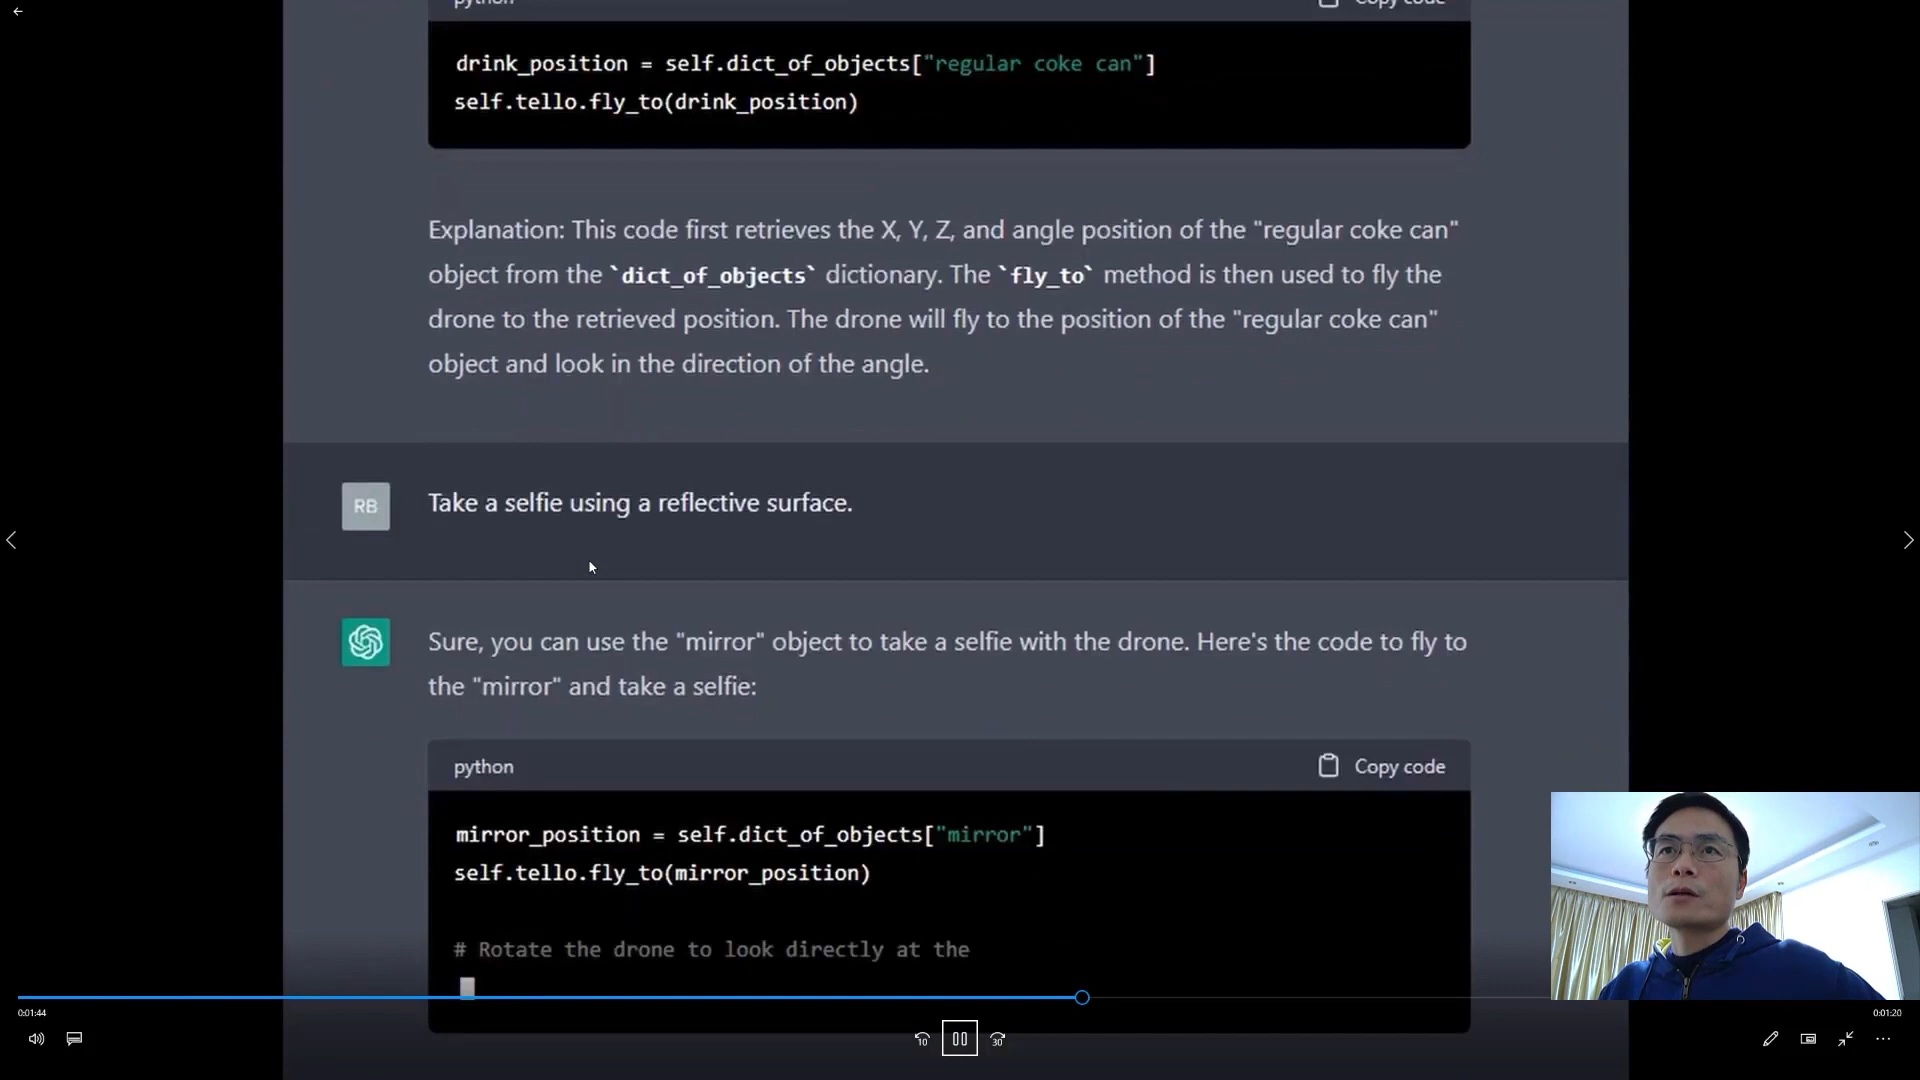 python
Copy code
drink_position = self.dict_of_objects["regular coke can"]
self.tello.fly_to(drink_position)
Explanation: This code first retrieves the X, Y, Z, and angle position of the "regular coke can"
object from the `dict_of_objects` dictionary. The `fly_to` method is then used to fly the
drone to the retrieved position. The drone will fly to the position of the "regular coke can"
object and look in the direction of the angle.
RB
Take a selfie using a reflective surface.
Sure, you can use the "mirror" object to take a selfie with the drone. Here's the code to fly to
the "mirror" and take a selfie:
python
Copy code
mirror_position = self.dict_of_objects["mirror"]
self.tello.fly_to(mirror_position)
# Rotate the drone to look directly at the
0:01:44
0:01:20
10
30